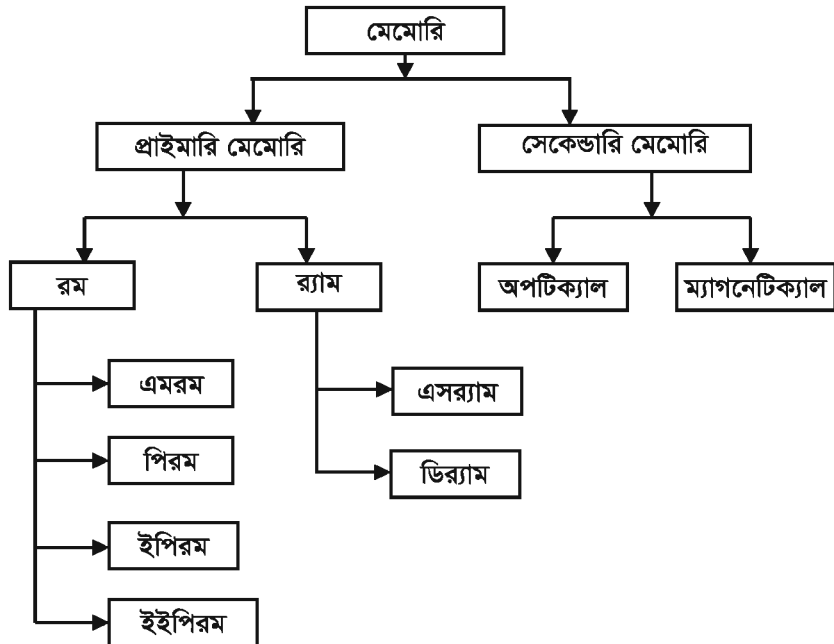 মেমোরি
প্রাইমারি মেমোরি
সেকেন্ডারি মেমোরি
রম
র‍্যাম
অপটিক্যাল
ম্যাগনেটিক্যাল
এমরম
এসর‍্যাম
পিরম
ডির‍্যাম
ইপিরম
ইইপিরম